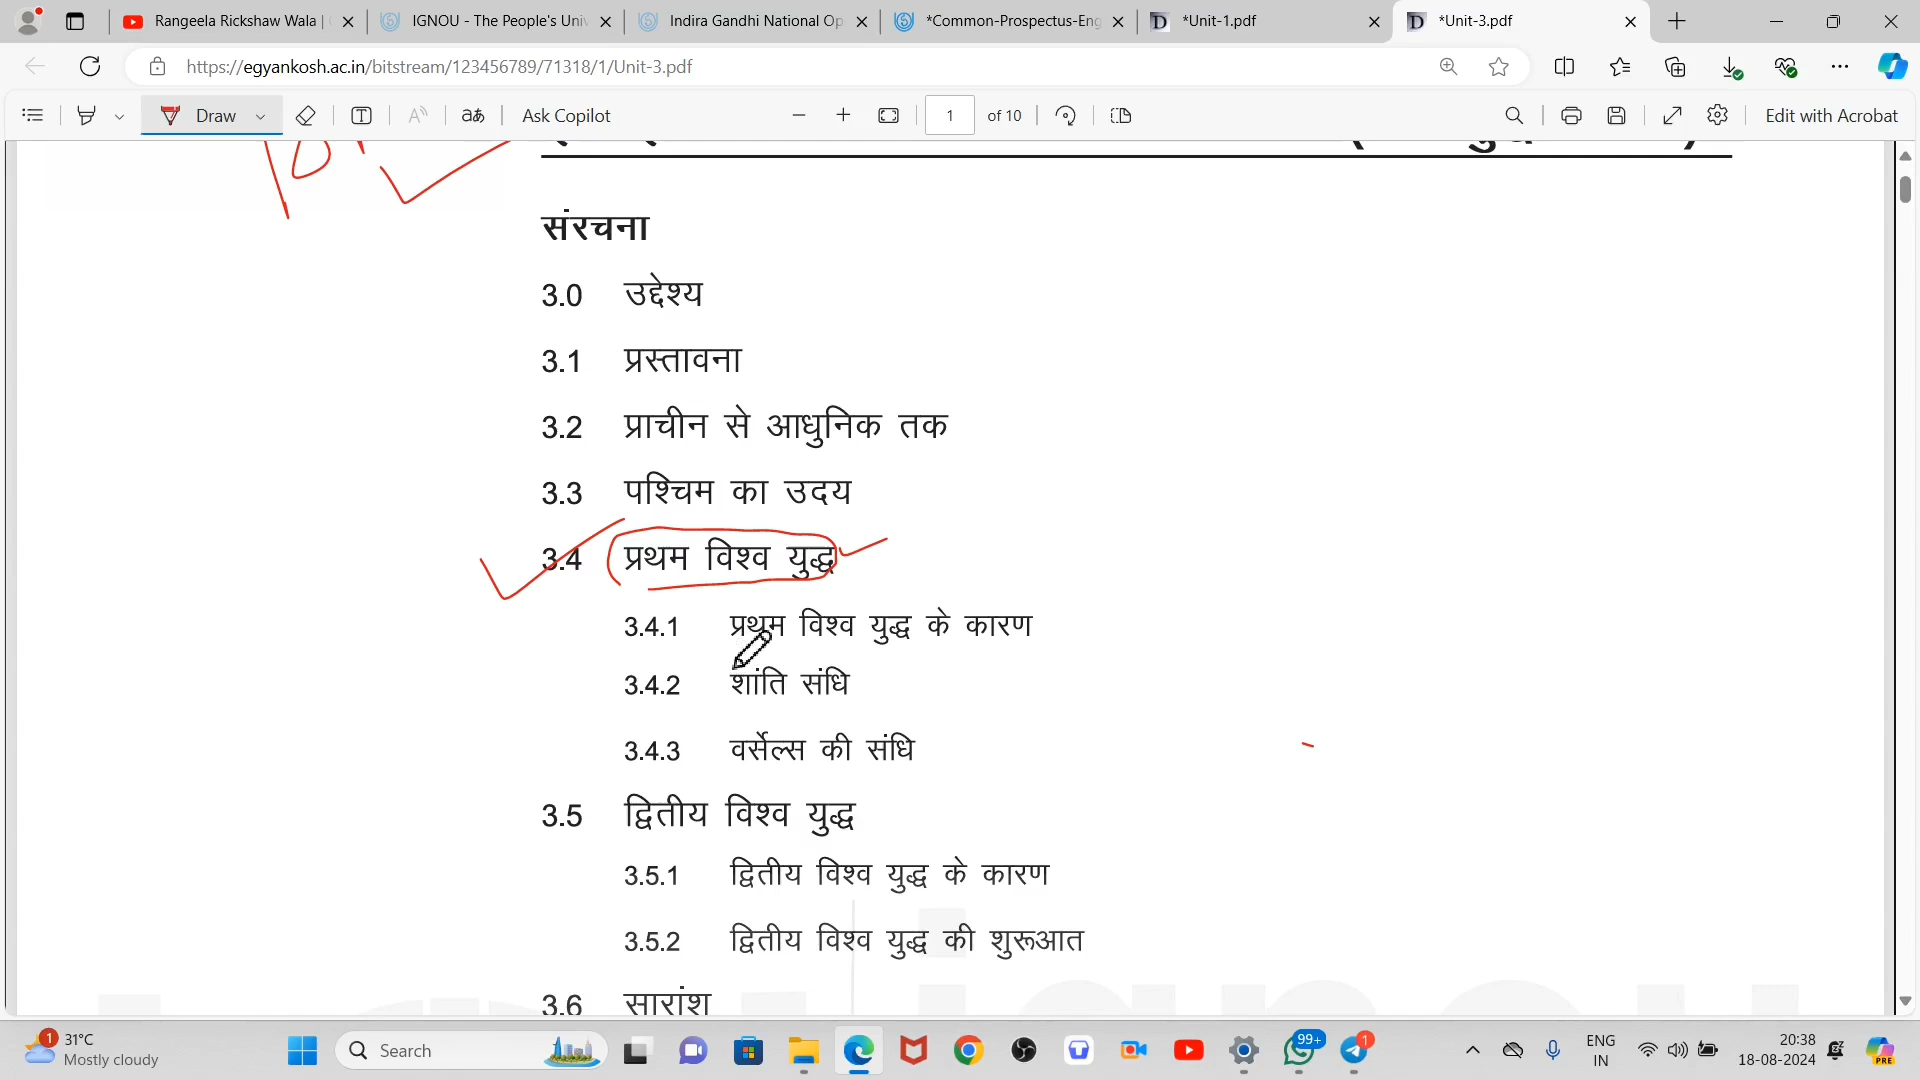 Rangeela Rickshaw Wala |
IGNOU - The People's Univ
Indira Gandhi National Op
*Common-Prospectus-Eng
*Unit-1.pdf
*Unit-3.pdf
https://egyankosh.ac.in/bitstream/123456789/71318/1/Unit-3.pdf
Draw
Ask Copilot
1 of 10
Edit with Acrobat
संरचना
3.0 उद्देश्य
3.1 प्रस्तावना
3.2 प्राचीन से आधुनिक तक
3.3 पश्चिम का उदय
3.4 प्रथम विश्व युद्ध
3.4.1 प्रथम विश्व युद्ध के कारण
3.4.2 शांति संधि
3.4.3 वर्सेल्स की संधि
3.5 द्वितीय विश्व युद्ध
3.5.1 द्वितीय विश्व युद्ध के कारण
3.5.2 द्वितीय विश्व युद्ध की शुरूआत
3.6 सारांश
1
31°C
Mostly cloudy
Search
99+
1
ENG
IN
20:38
18-08-2024
PRE